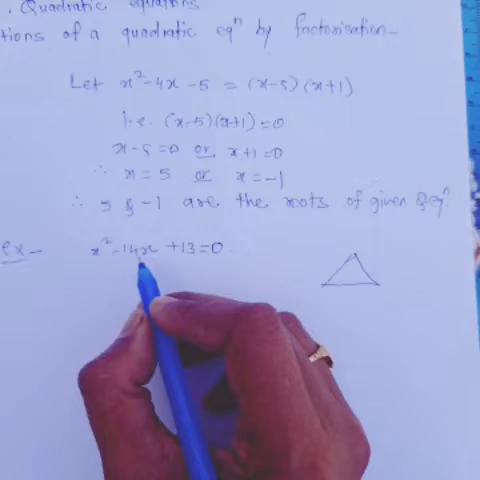 . Quadratic equations
tions of a quadratic eqⁿ by factorisation-
Let x²-4x-5 = (x-5)(x+1)
i.e. (x-5)(x+1)=0
x-5=0 or x+1=0
∴ x=5 or x=-1
∴ 5 & -1 are the roots of given Q.eqⁿ.
ex- x²-14x+13=0